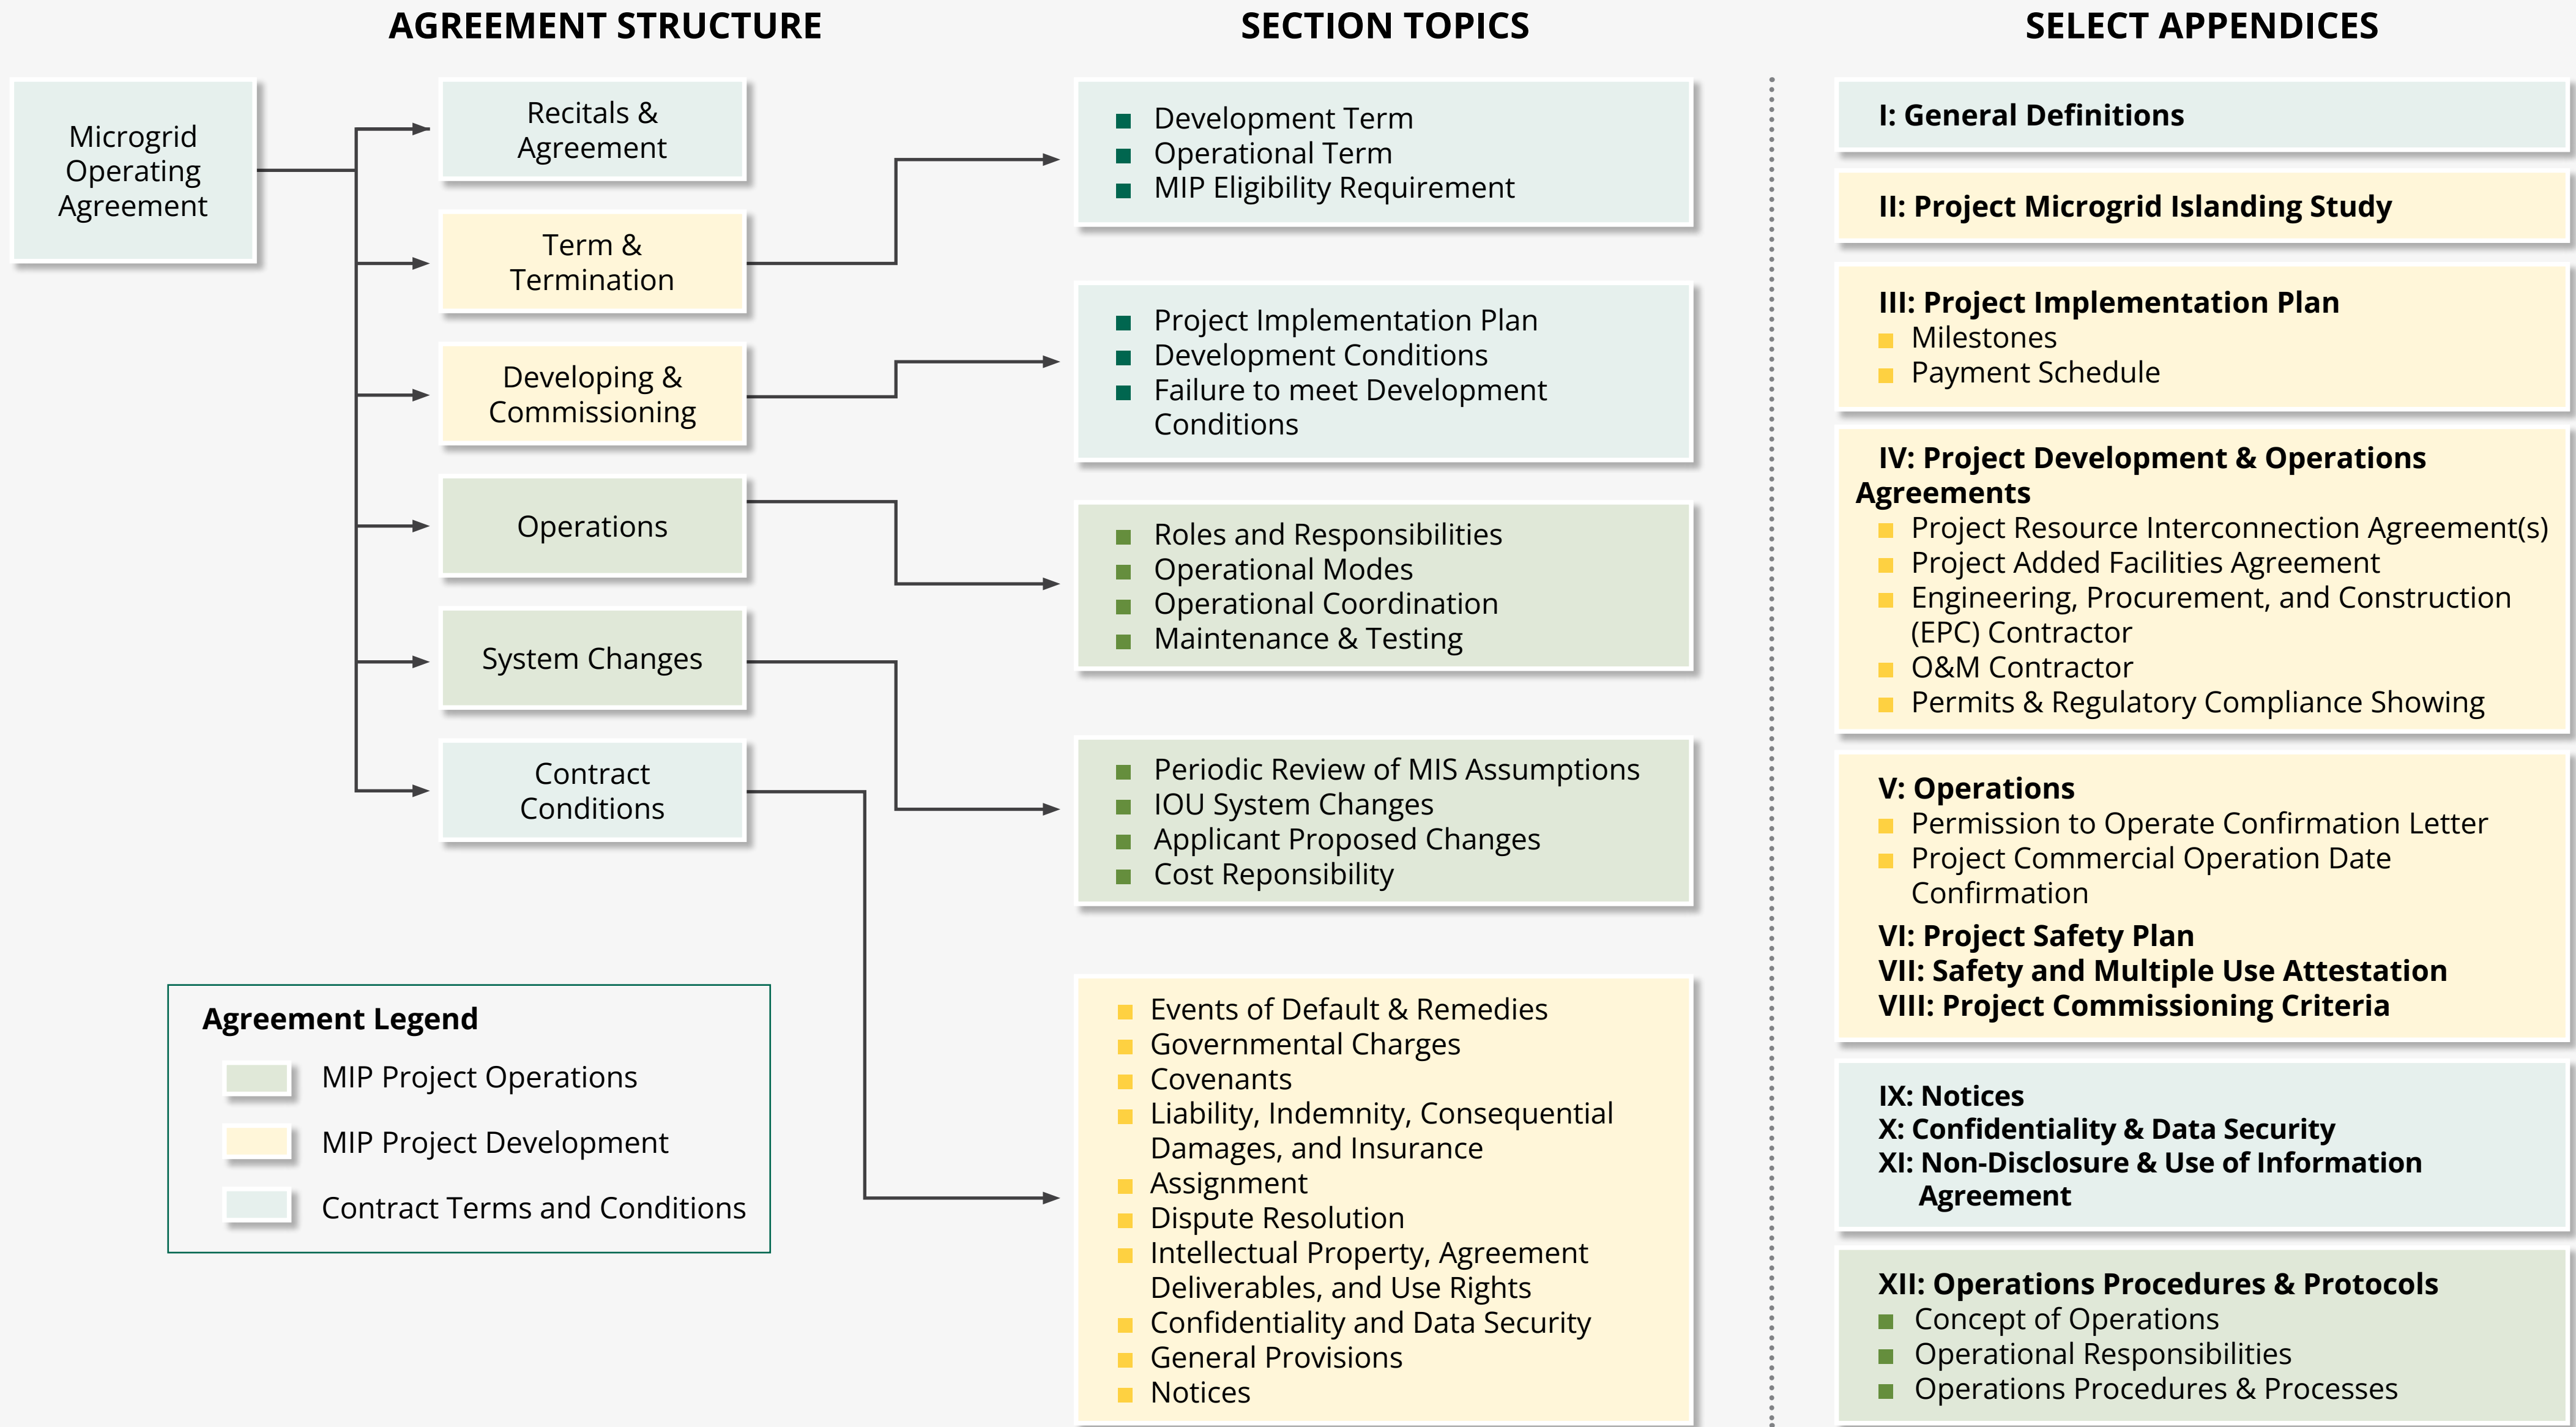 AGREEMENT STRUCTURE
Microgrid
Operating
Agreement
Recitals &
Agreement
Term &
Termination
Developing &
Commissioning
Operations
System Changes
Contract
Conditions
Agreement Legend
MIP Project Operations
MIP Project Development
Contract Terms and Conditions
SECTION TOPICS
Development Term
Operational Term
MIP Eligibility Requirement
Project Implementation Plan
Development Conditions
Failure to meet Development
Conditions
Roles and Responsibilities
Operational Modes
Operational Coordination
Maintenance & Testing
Periodic Review of MIS Assumptions
IOU System Changes
Applicant Proposed Changes
Cost Reponsibility
Events of Default & Remedies
Governmental Charges
Covenants
Liability, Indemnity, Consequential
Damages, and Insurance
Assignment
Dispute Resolution
Intellectual Property, Agreement
Deliverables, and Use Rights
Confidentiality and Data Security
General Provisions
Notices
SELECT APPENDICES
I: General Definitions
II: Project Microgrid Islanding Study
III: Project Implementation Plan
Milestones
Payment Schedule
IV: Project Development & Operations
Agreements
Project Resource Interconnection Agreement(s)
Project Added Facilities Agreement
Engineering, Procurement, and Construction
(EPC) Contractor
O&M Contractor
Permits & Regulatory Compliance Showing
V: Operations
Permission to Operate Confirmation Letter
Project Commercial Operation Date
Confirmation
VI: Project Safety Plan
VII: Safety and Multiple Use Attestation
VIII: Project Commissioning Criteria
IX: Notices
X: Confidentiality & Data Security
XI: Non-Disclosure & Use of Information
Agreement
XII: Operations Procedures & Protocols
Concept of Operations
Operational Responsibilities
Operations Procedures & Processes